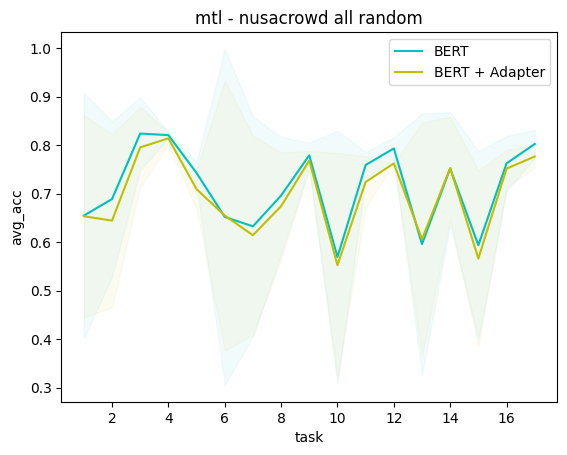 mtl - nusacrowd all random
BERT
BERT + Adapter
avg_acc
1.0
0.9
0.8
0.7
0.6
0.5
0.4
0.3
2 4 6 8 10 12 14 16
task